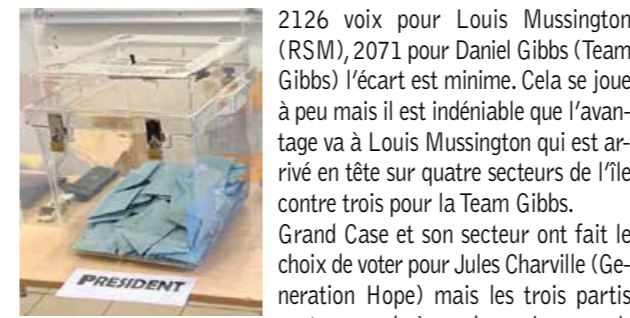 2126 voix pour Louis Mussington
(RSM), 2071 pour Daniel Gibbs (Team
Gibbs) l'écart est minime. Cela se joue
à peu mais il est indéniable que l'avan-
tage va à Louis Mussington qui est ar-
rivé en tête sur quatre secteurs de l'île
contre trois pour la Team Gibbs.
Grand Case et son secteur ont fait le
choix de voter pour Jules Charville (Ge-
neration Hope) mais les trois partis
PRESIDENT